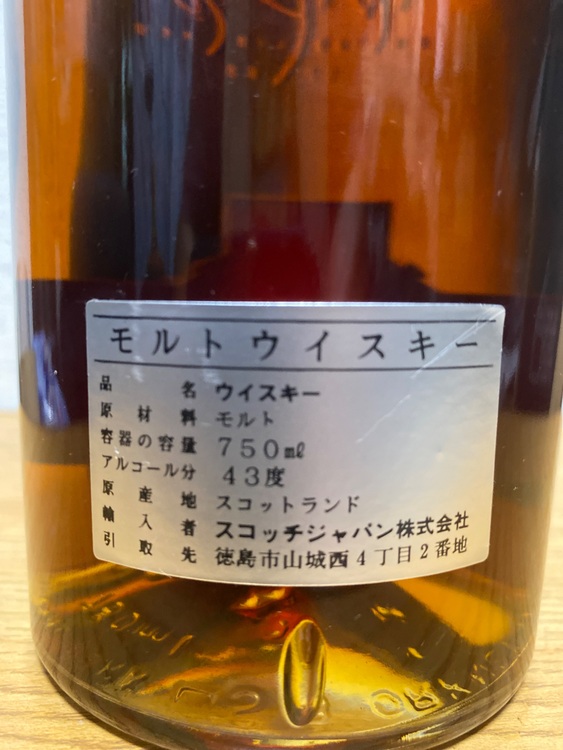 モルトウイスキー
品名 ウイスキー
原材料 モルト
容器の容量 750㎖
アルコール分 43度
原産地 スコットランド
輸入者 スコッチジャパン株式会社
引取先 徳島市山城西4丁目2番地